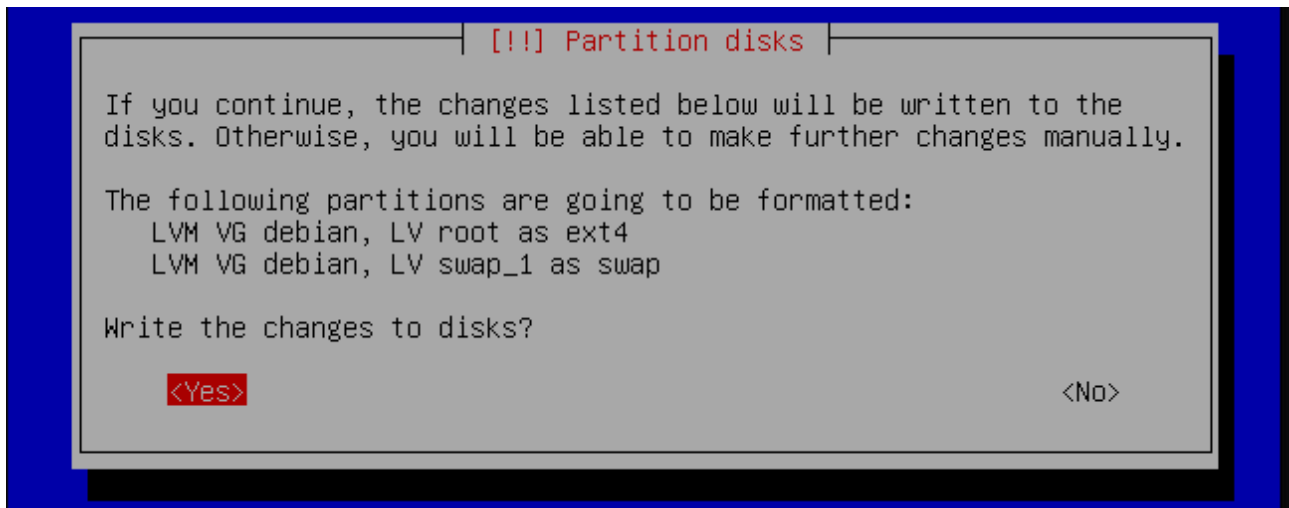 [!!] Partition disks
If you continue, the changes listed below will be written to the
disks. Otherwise, you will be able to make further changes manually.
The following partitions are going to be formatted:
LVM VG debian, LV root as ext4
LVM VG debian, LV swap_1 as swap
Write the changes to disks?
<Yes> <No>